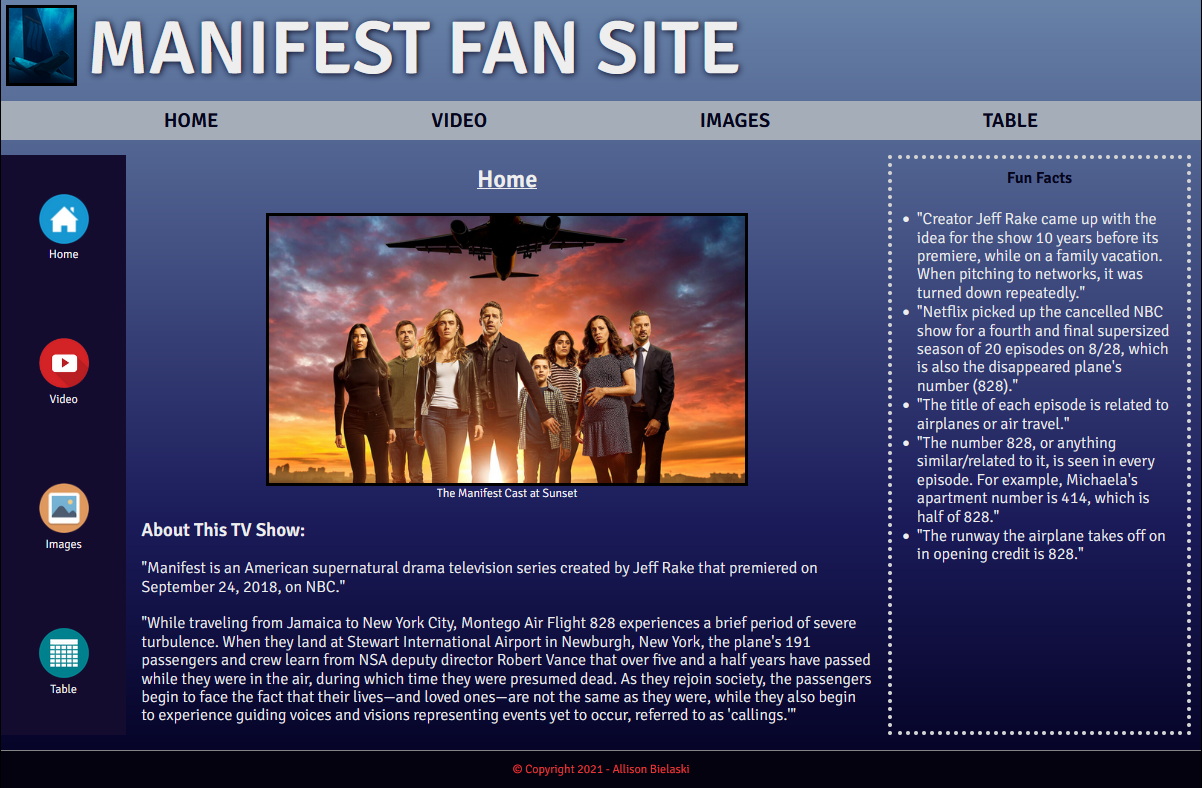 MANIFEST FAN SITE
HOME VIDEO IMAGES TABLE
Home
Video
Images
Table
Home
The Manifest Cast at Sunset
About This TV Show:
"Manifest is an American supernatural drama television series created by Jeff Rake that premiered on
September 24, 2018, on NBC."
"While traveling from Jamaica to New York City, Montego Air Flight 828 experiences a brief period of severe
turbulence. When they land at Stewart International Airport in Newburgh, New York, the plane's 191
passengers and crew learn from NSA deputy director Robert Vance that over five and a half years have passed
while they were in the air, during which time they were presumed dead. As they rejoin society, the passengers
begin to face the fact that their lives—and loved ones—are not the same as they were, while they also begin
to experience guiding voices and visions representing events yet to occur, referred to as 'callings.'"
Fun Facts
• "Creator Jeff Rake came up with the
idea for the show 10 years before its
premiere, while on a family vacation.
When pitching to networks, it was
turned down repeatedly."
• "Netflix picked up the cancelled NBC
show for a fourth and final supersized
season of 20 episodes on 8/28, which
is also the disappeared plane's
number (828)."
• "The title of each episode is related to
airplanes or air travel."
• "The number 828, or anything
similar/related to it, is seen in every
episode. For example, Michaela's
apartment number is 414, which is
half of 828."
• "The runway the airplane takes off on
in opening credit is 828."
© Copyright 2021 - Allison Bielaski